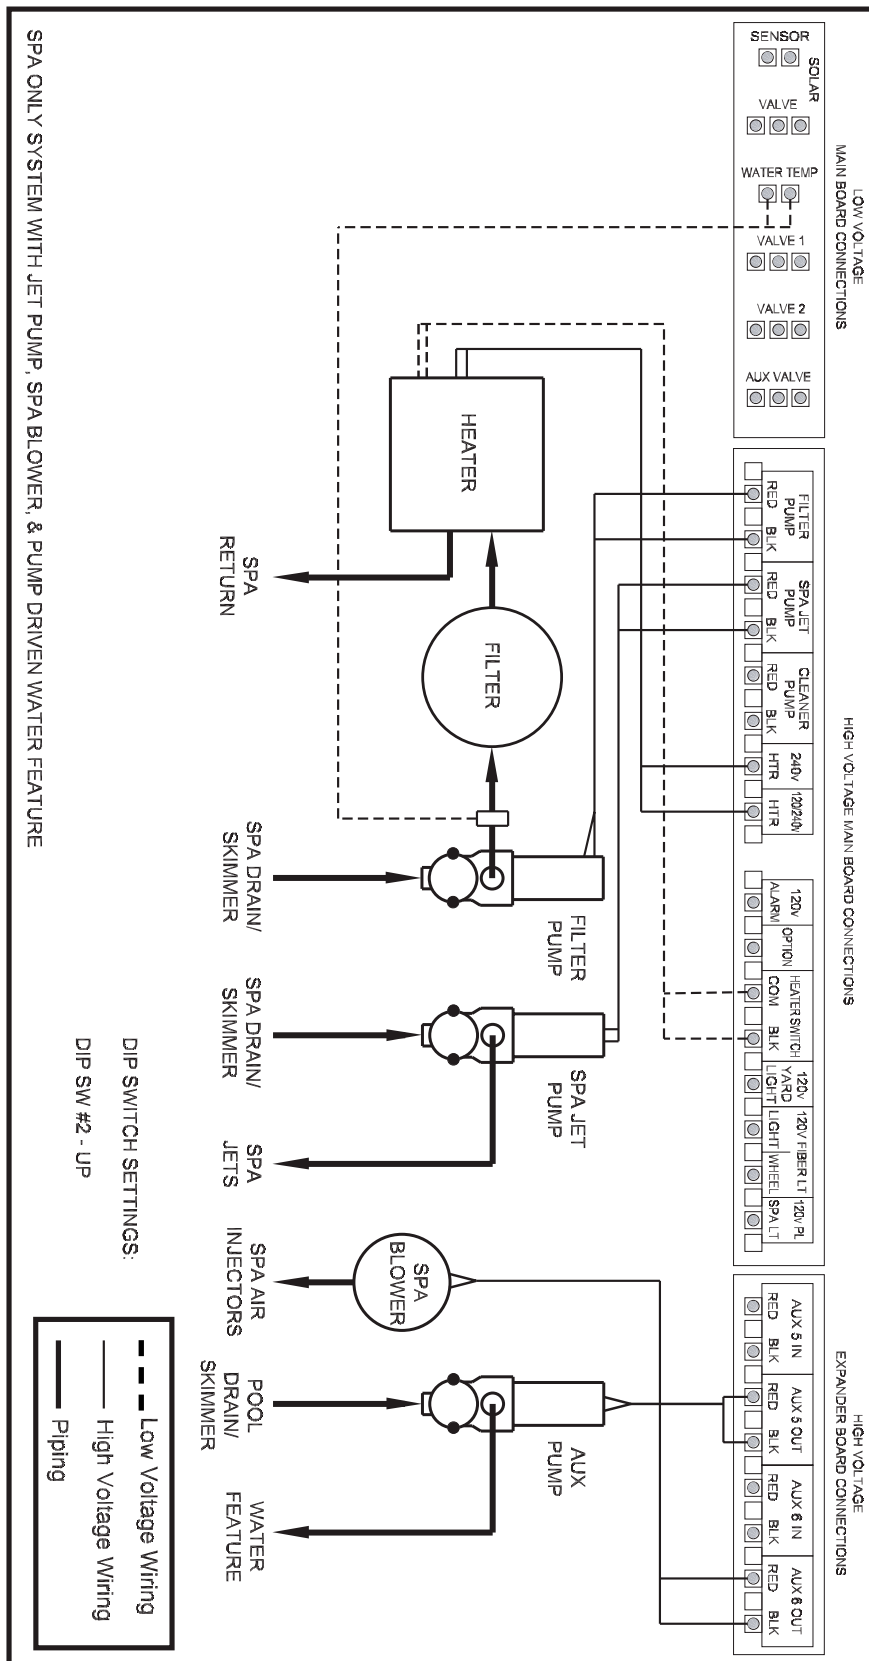 SENSOR
SOLAR
VALVE
WATER TEMP
VALVE 1
VALVE 2
AUX VALVE
LOW VOLTAGE
MAIN BOARD CONNECTIONS
FILTER
PUMP
RED BLK
SPA JET
PUMP
RED BLK
CLEANER
PUMP
RED BLK
240v
HTR
120/240v
HTR
HIGH VOLTAGE MAIN BOARD CONNECTIONS
120v
ALARM
OPTION
HEATER SWITCH
COM BLK
120v
YARD
LIGHT
120V FIBER LT
LIGHT WHEEL
120v PL
SPA LT
HIGH VOLTAGE
EXPANDER BOARD CONNECTIONS
AUX 5 IN
RED BLK
AUX 5 OUT
RED BLK
AUX 6 IN
RED BLK
AUX 6 OUT
RED BLK
HEATER
FILTER
SPA
RETURN
SPA DRAIN/
SKIMMER
FILTER
PUMP
SPA DRAIN/
SKIMMER
SPA JET
PUMP
SPA
JETS
SPA
BLOWER
SPA AIR
INJECTORS
POOL
DRAIN/
SKIMMER
AUX
PUMP
WATER
FEATURE
DIP SWITCH SETTINGS:
DIP SW #2 - UP
Low Voltage Wiring
High Voltage Wiring
Piping
SPA ONLY SYSTEM WITH JET PUMP, SPA BLOWER, & PUMP DRIVEN WATER FEATURE